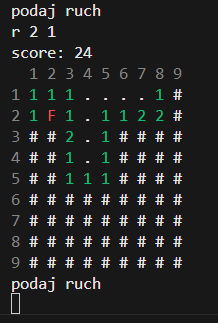 podaj ruch
r 2 1
score: 24
  1 2 3 4 5 6 7 8 9
1 1 1 1 . . . . 1 #
2 1 F 1 . 1 1 2 2 #
3 # # 2 . 1 # # # #
4 # # 1 . 1 # # # #
5 # # 1 1 1 # # # #
6 # # # # # # # # #
7 # # # # # # # # #
8 # # # # # # # # #
9 # # # # # # # # #
podaj ruch